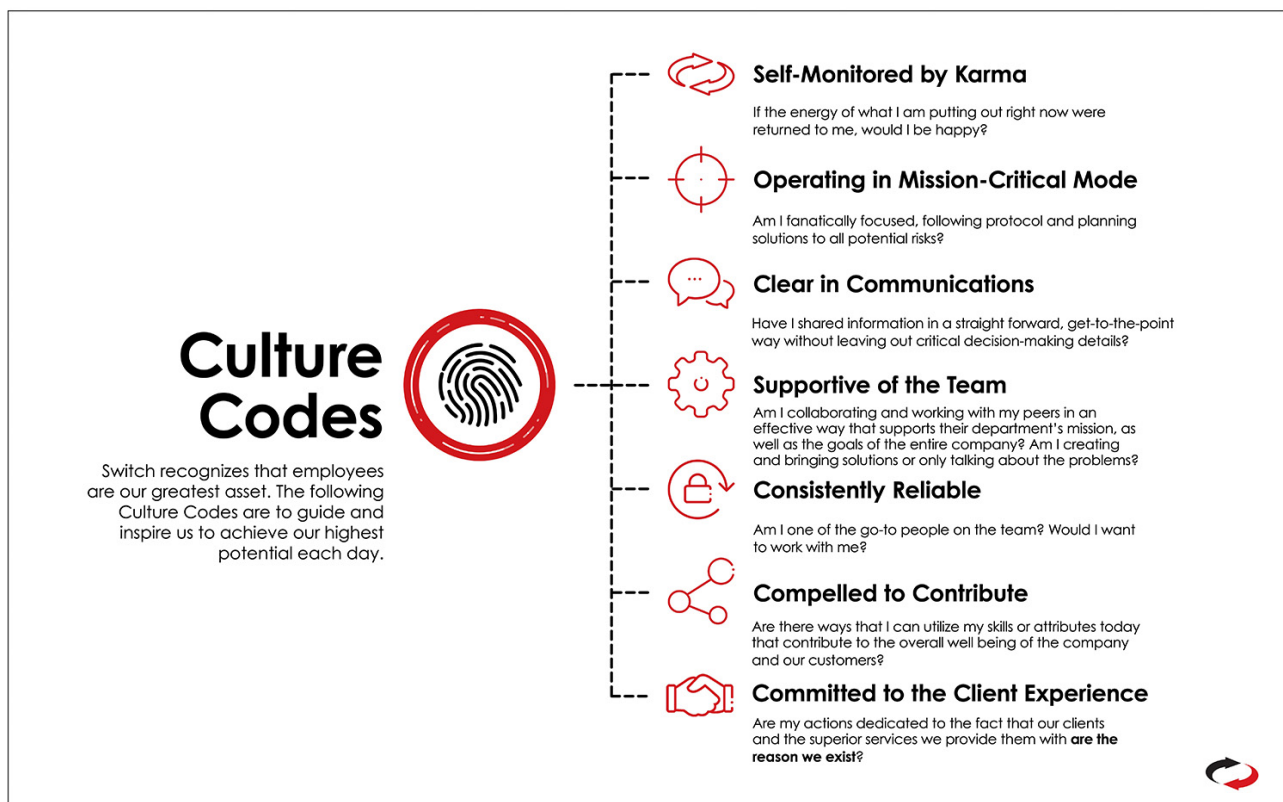 Culture
Codes
Switch recognizes that employees
are our greatest asset. The following
Culture Codes are to guide and
inspire us to achieve our highest
potential each day.
Self-Monitored by Karma
If the energy of what I am putting out right now were
returned to me, would I be happy?
Operating in Mission-Critical Mode
Am I fanatically focused, following protocol and planning
solutions to all potential risks?
Clear in Communications
Have I shared information in a straight forward, get-to-the-point
way without leaving out critical decision-making details?
Supportive of the Team
Am I collaborating and working with my peers in an
effective way that supports their department's mission, as
well as the goals of the entire company? Am I creating
and bringing solutions or only talking about the problems?
Consistently Reliable
Am I one of the go-to people on the team? Would I want
to work with me?
Compelled to Contribute
Are there ways that I can utilize my skills or attributes today
that contribute to the overall well being of the company
and our customers?
Committed to the Client Experience
Are my actions dedicated to the fact that our clients
and the superior services we provide them with are the
reason we exist?